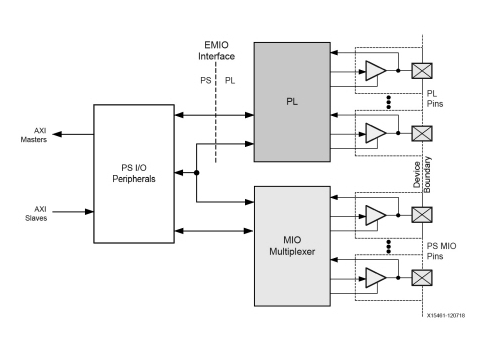 EMIO
Interface
PS
PL
PL
PL
Pins
AXI
Masters
PS I/O
Peripherals
AXI
Slaves
Device
Boundary
MIO
Multiplexer
PS MIO
Pins
X15461-120718